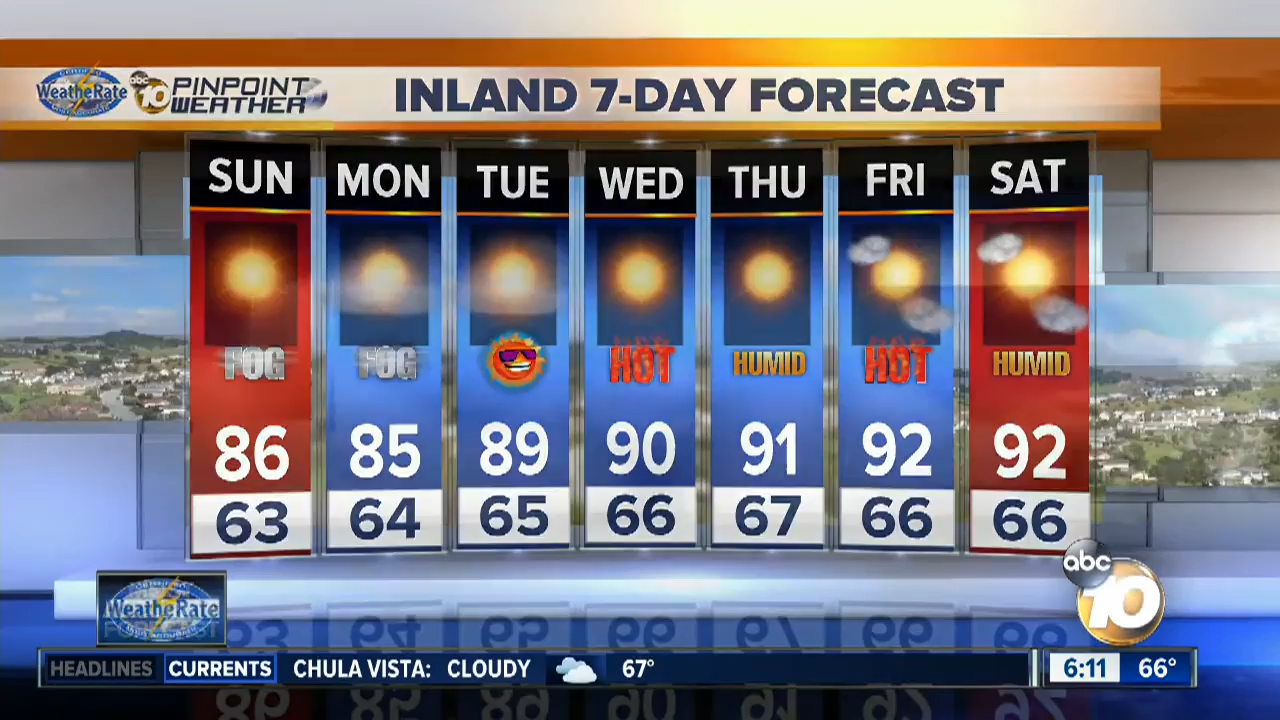 WeatheRate
abc 10
PINPOINT
WEATHER
INLAND 7-DAY FORECAST
SUN MON TUE WED THU FRI SAT
FOG FOG HOT HUMID HOT HUMID
86 85 89 90 91 92 92
63 64 65 66 67 66 66
abc
10
WeatheRate
HEADLINES CURRENTS CHULA VISTA: CLOUDY 67° 6:11 66°